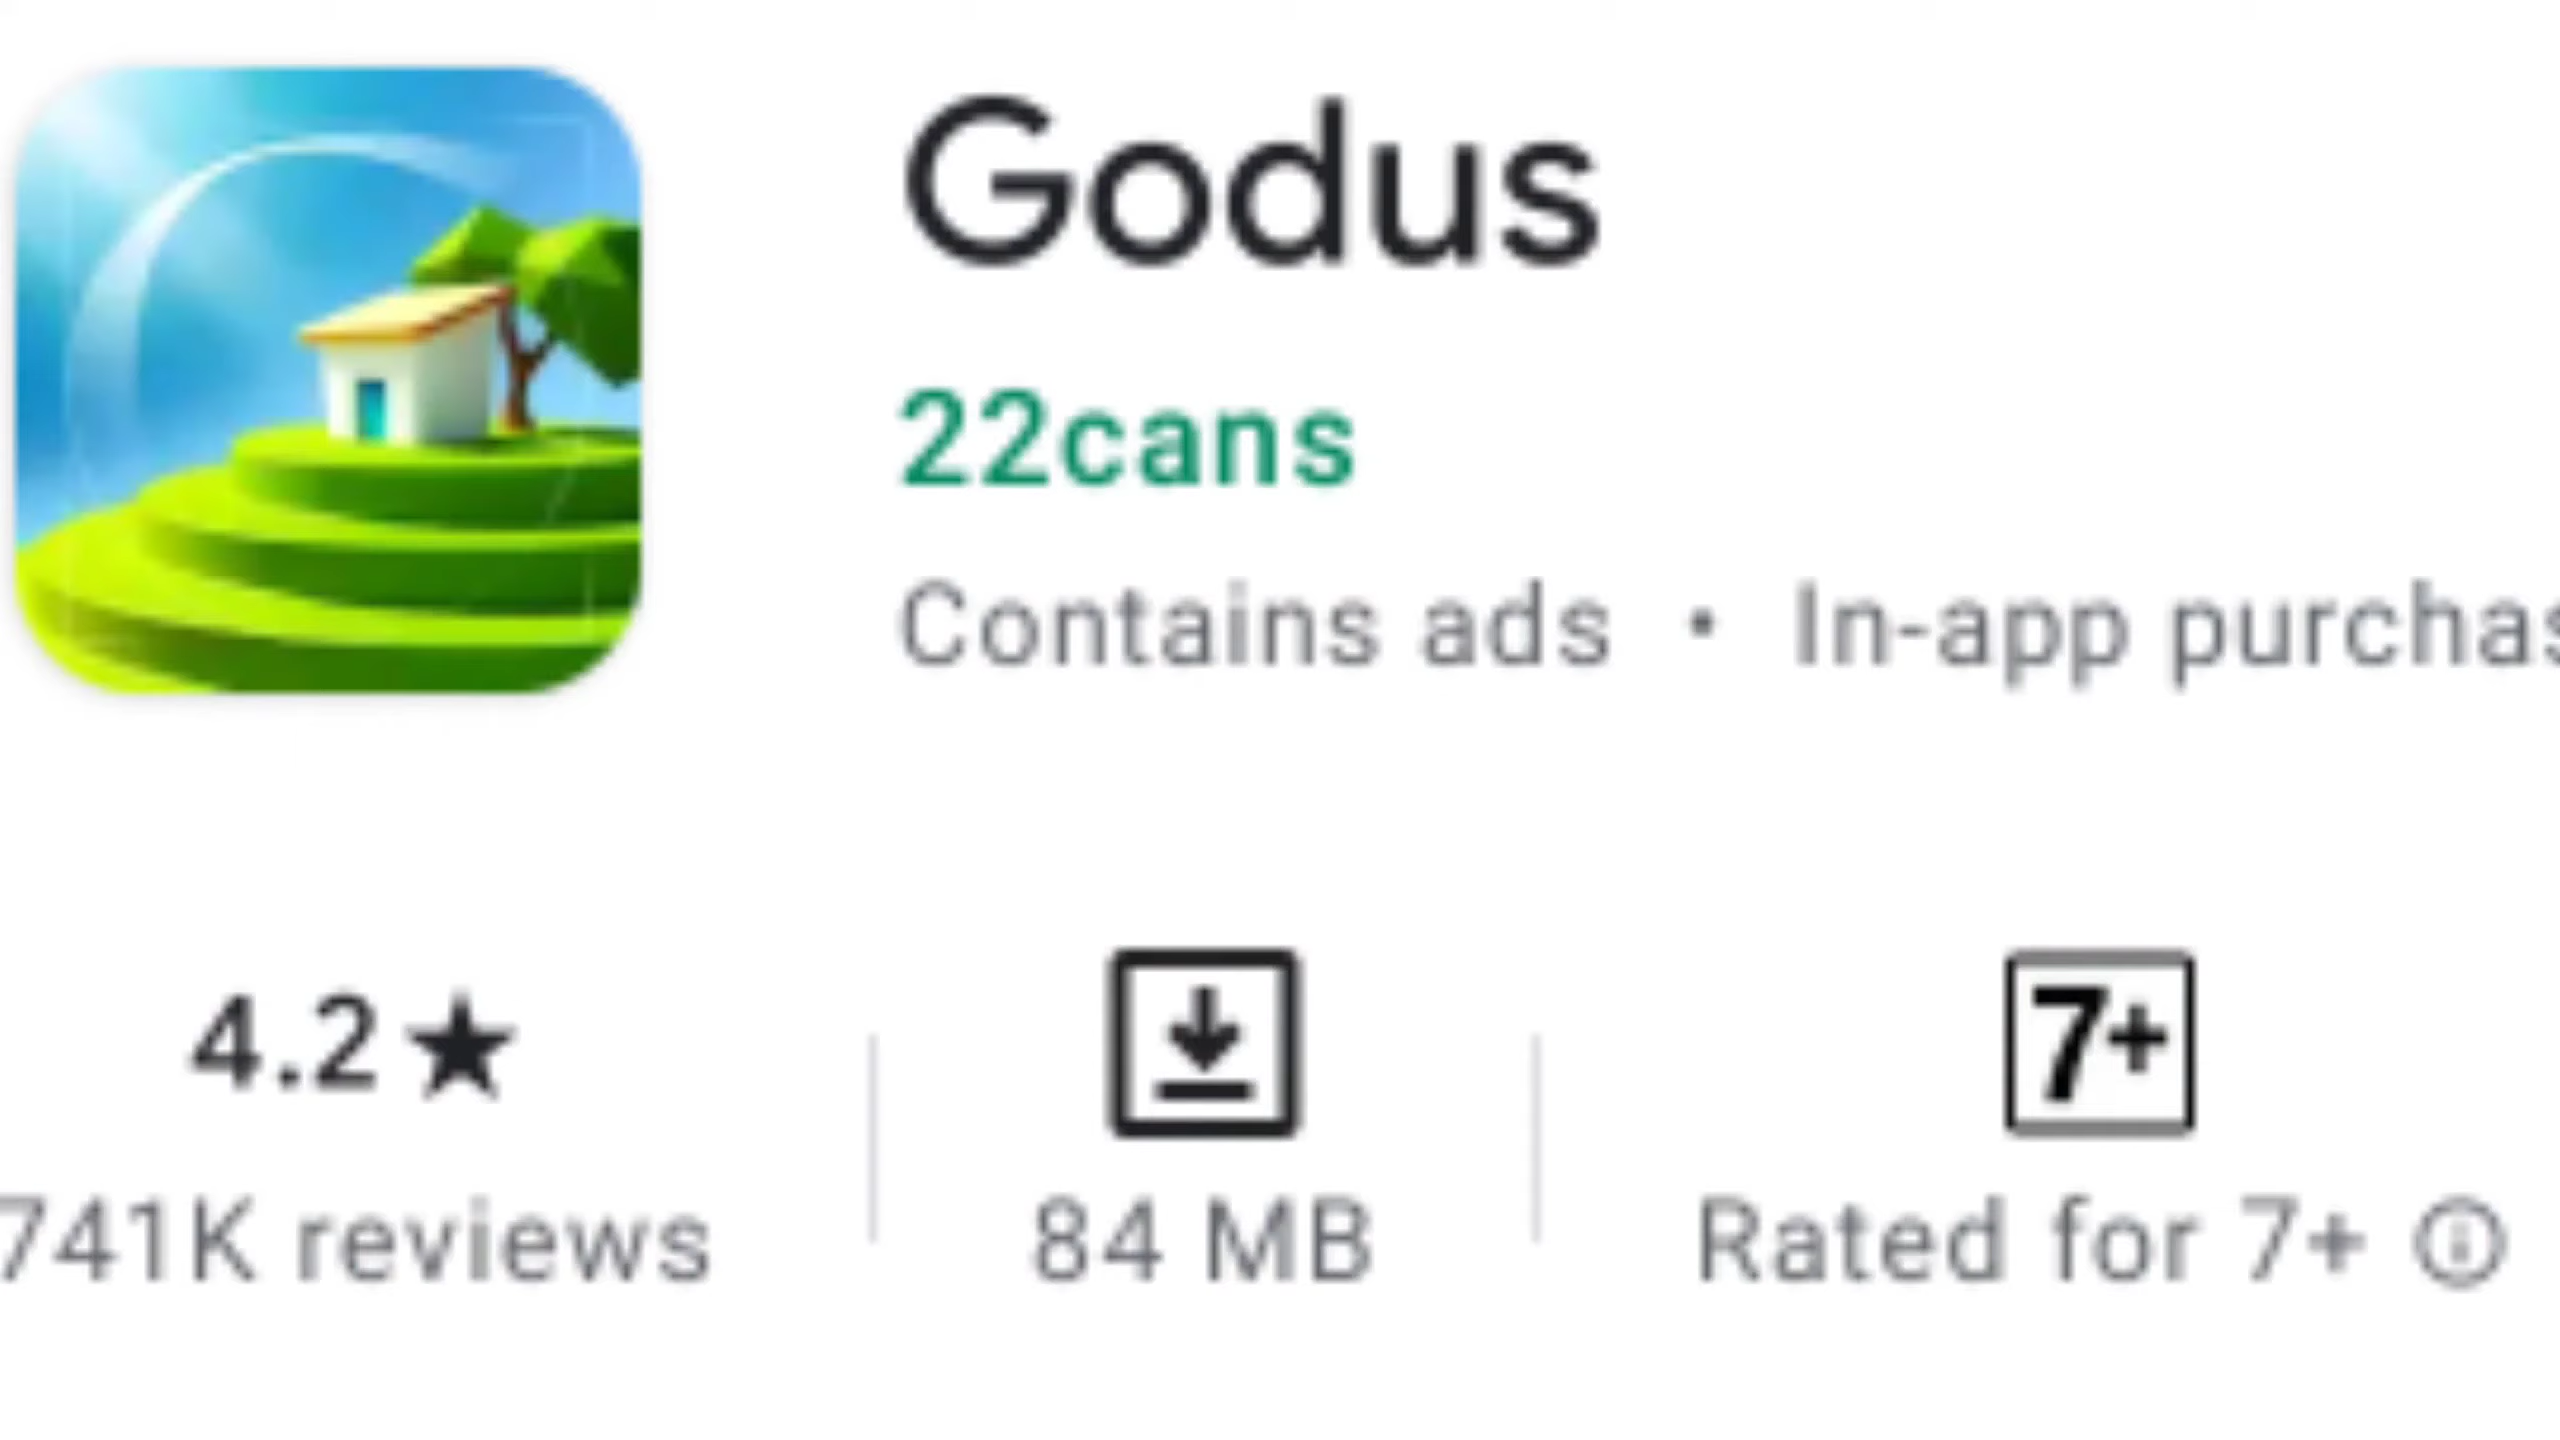 Godus
22cans
Contains ads • In-app purchas
4.2★
741K reviews
84 MB
7+
Rated for 7+